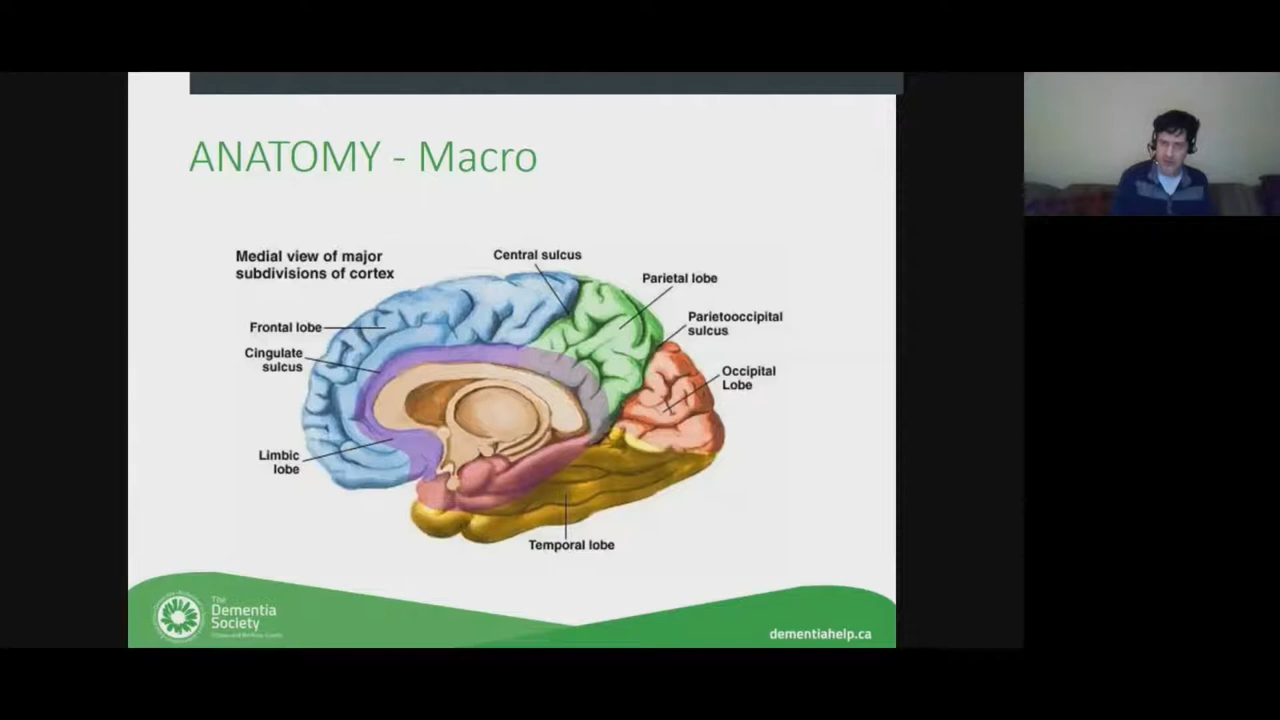 ANATOMY - Macro
Medial view of major
subdivisions of cortex
Central sulcus
Parietal lobe
Parietooccipital
sulcus
Frontal lobe
Cingulate
sulcus
Occipital
Lobe
Limbic
lobe
Temporal lobe
The
Dementia
Society
dementiahelp.ca